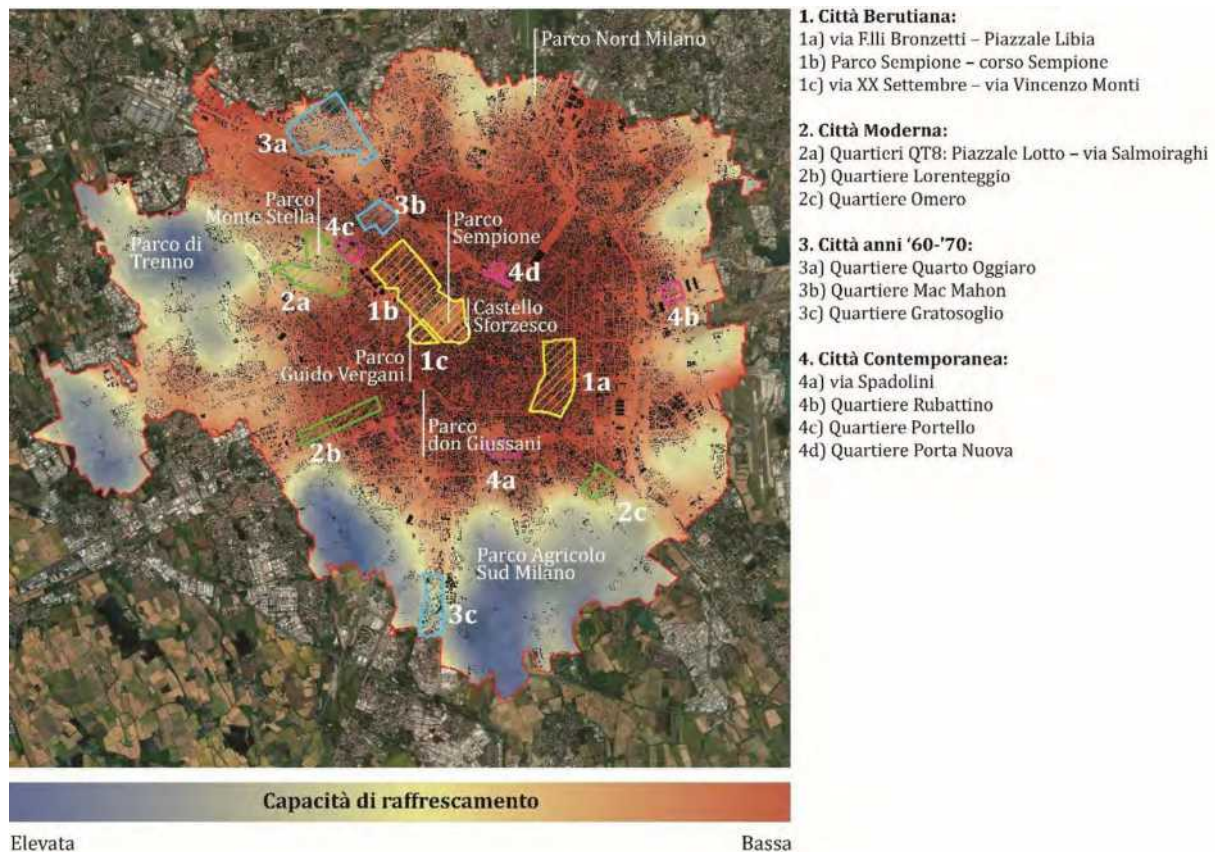 Parco Nord Milano
3a
Parco
Monte Stella
4c
3b
Parco
Sempione
Parco di
Trenno
2a
1b
4d
Castello
Sforzesco
4b
Parco
Guido Vergani
1c
1a
2b
Parco
don Giussani
4a
2c
Parco Agricolo
Sud Milano
3c
Capacità di raffrescamento
Elevata
Bassa
1. Città Berutiana:
1a) via F.lli Bronzetti – Piazzale Libia
1b) Parco Sempione – corso Sempione
1c) via XX Settembre – via Vincenzo Monti
2. Città Moderna:
2a) Quartieri QT8: Piazzale Lotto – via Salmoiraghi
2b) Quartiere Lorenteggio
2c) Quartiere Omero
3. Città anni ‘60-’70:
3a) Quartiere Quarto Oggiaro
3b) Quartiere Mac Mahon
3c) Quartiere Gratosoglio
4. Città Contemporanea:
4a) via Spadolini
4b) Quartiere Rubattino
4c) Quartiere Portello
4d) Quartiere Porta Nuova